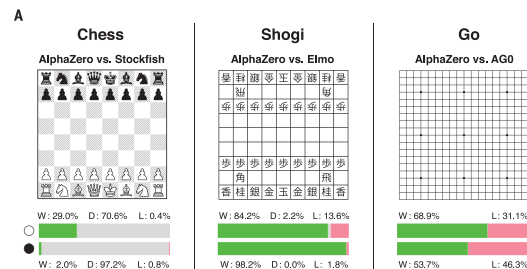 A
Chess
Shogi
Go
AlphaZero vs. Stockfish
AlphaZero vs. Elmo
AlphaZero vs. AG0
香桂銀金玉金銀桂香
飛角
歩歩歩歩歩歩歩歩歩
歩歩歩歩歩歩歩歩歩
角飛
香桂銀金玉金銀桂香
W: 29.0% D: 70.6% L: 0.4%
W: 84.2% D: 2.2% L: 13.6%
W: 68.9% L: 31.1%
W: 2.0% D: 97.2% L: 0.8%
W: 98.2% D: 0.0% L: 1.8%
W: 53.7% L: 46.3%